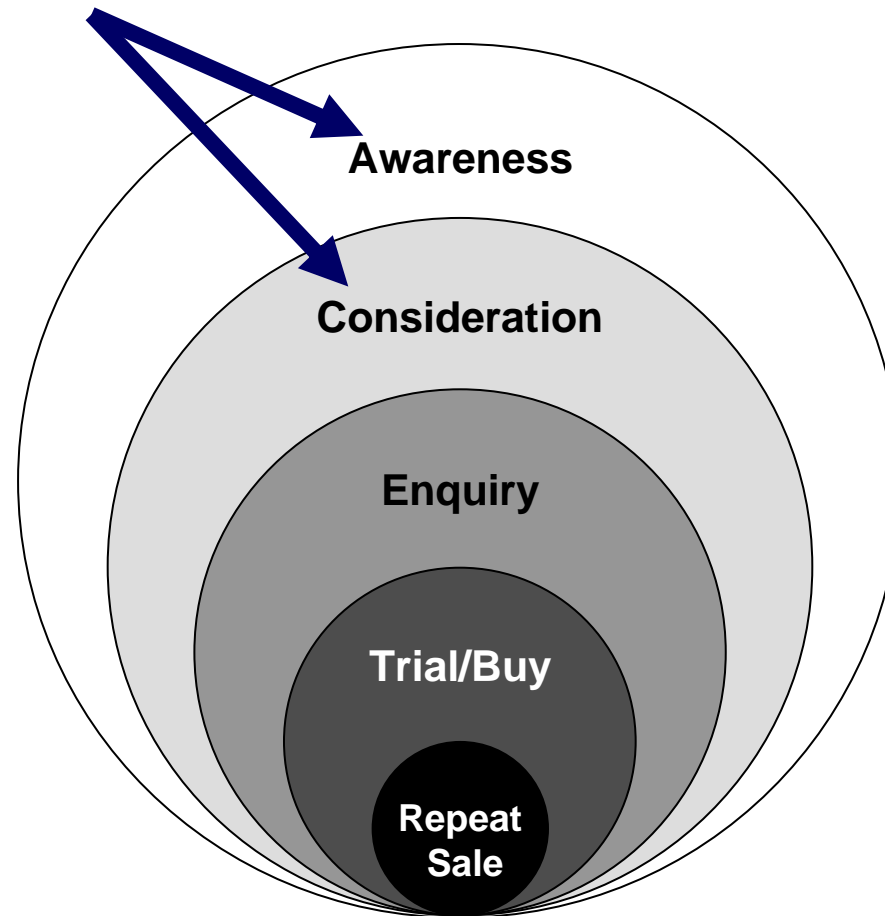 Awareness
Consideration
Enquiry
Trial/Buy
Repeat
Sale